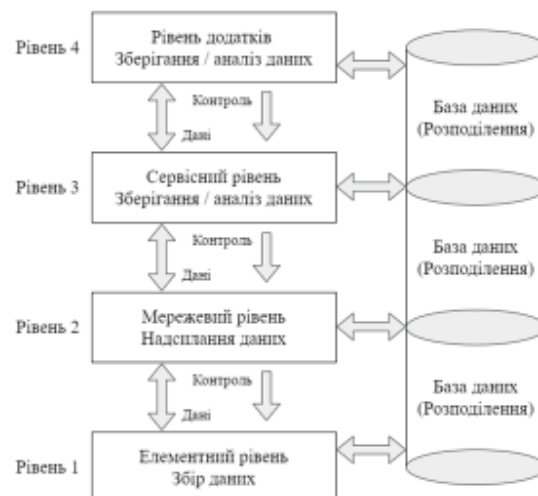 Рівень 4
Рівень додатків
Зберігання / аналіз даних
Контроль
Дані
База даних
(Розподілення)
Рівень 3
Сервісний рівень
Зберігання / аналіз даних
Контроль
Дані
База даних
(Розподілення)
Рівень 2
Мережевий рівень
Надсплання даних
Контроль
Дані
База даних
(Розподілення)
Рівень 1
Елементний рівень
Збір даних